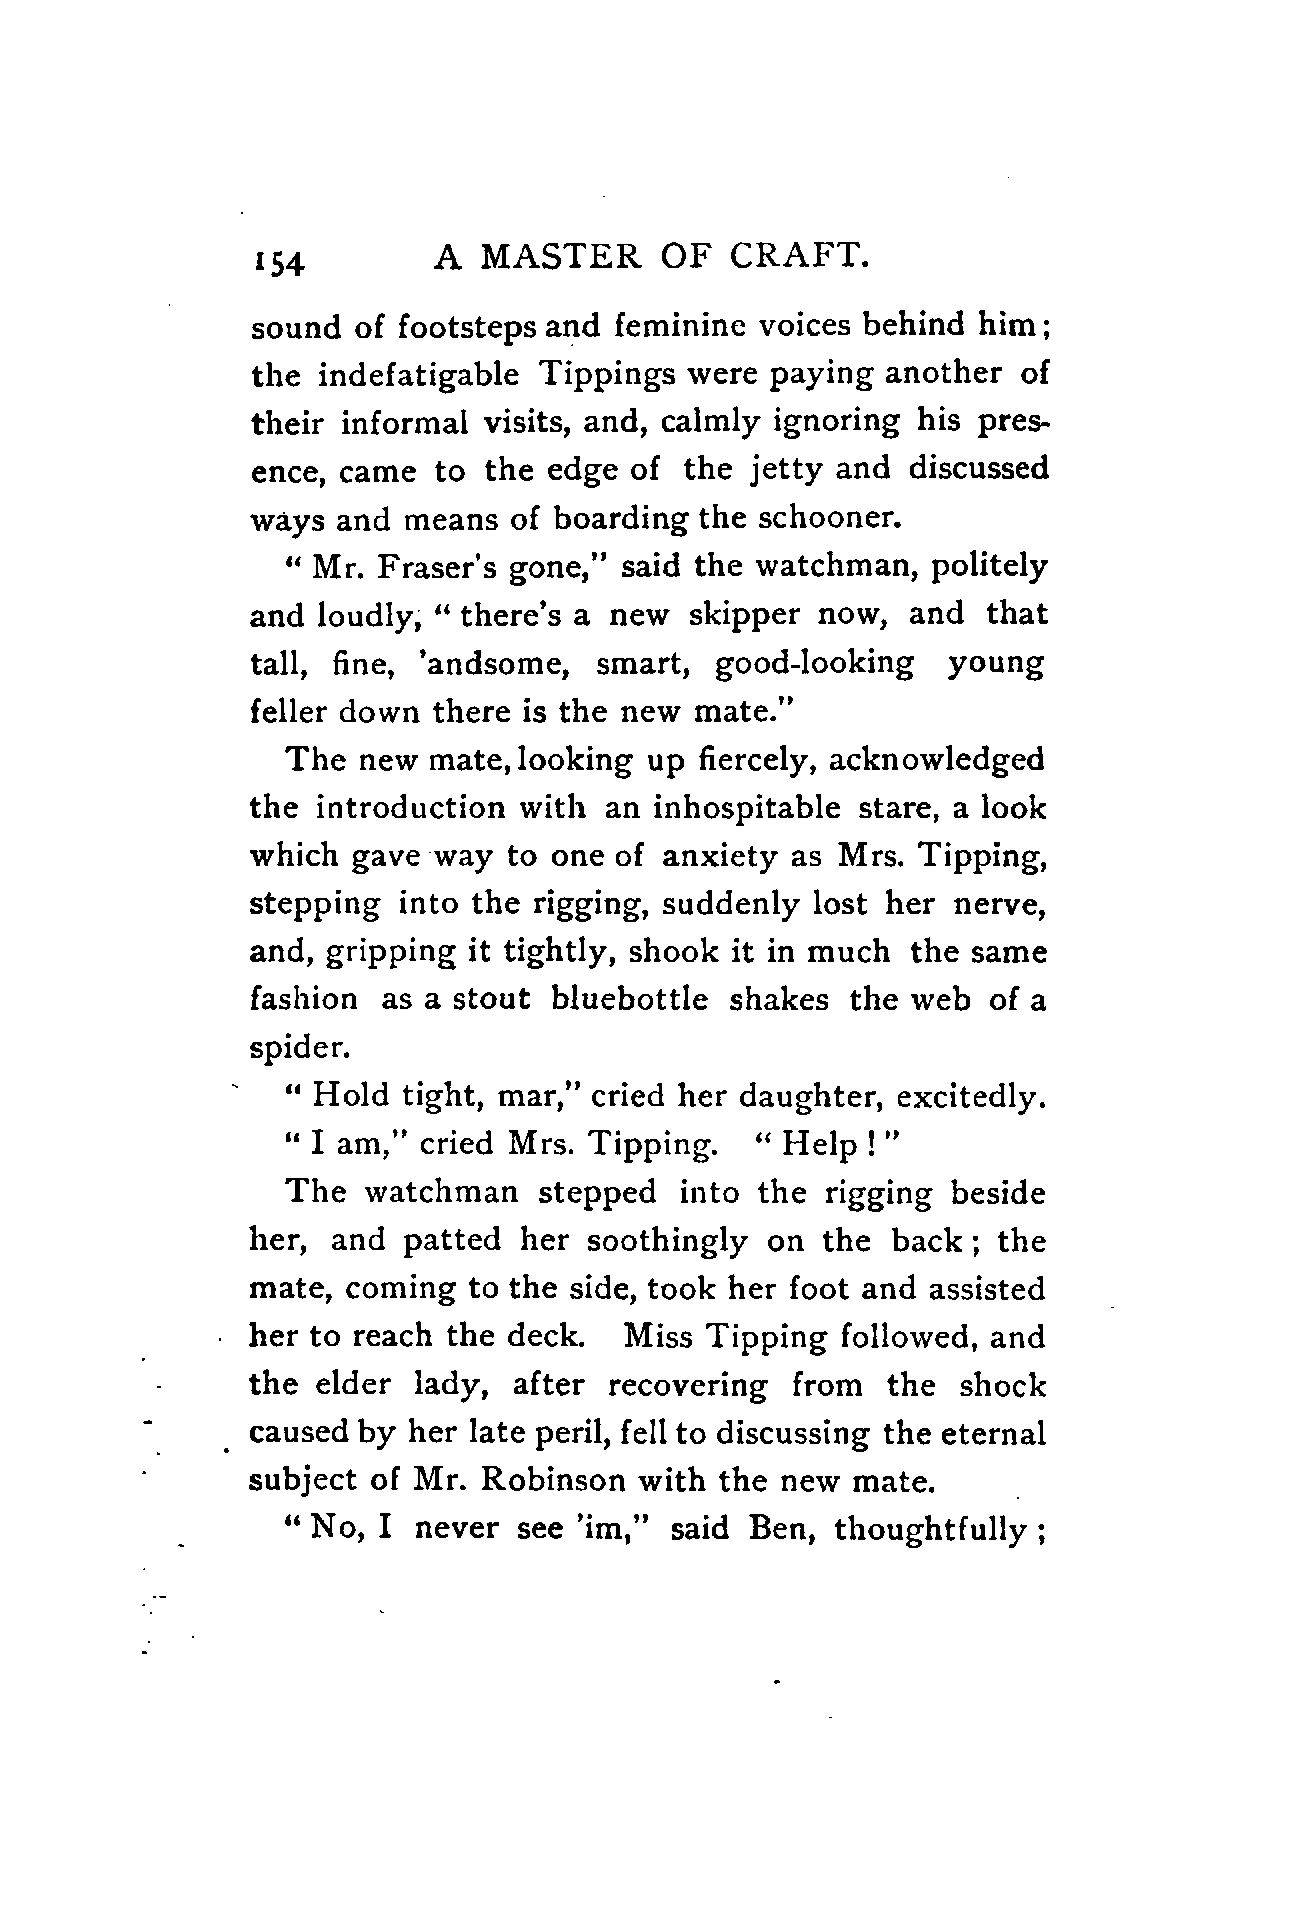 154 A MASTER OF CRAFT.
sound of footsteps and feminine voices behind him;
the indefatigable Tippings were paying another of
their informal visits, and, calmly ignoring his pres-
ence, came to the edge of the jetty and discussed
ways and means of boarding the schooner.
“ Mr. Fraser’s gone,” said the watchman, politely
and loudly, “ there’s a new skipper now, and that
tall, fine, ’andsome, smart, good-looking young
feller down there is the new mate.”
The new mate, looking up fiercely, acknowledged
the introduction with an inhospitable stare, a look
which gave way to one of anxiety as Mrs. Tipping,
stepping into the rigging, suddenly lost her nerve,
and, gripping it tightly, shook it in much the same
fashion as a stout bluebottle shakes the web of a
spider.
“ Hold tight, mar,” cried her daughter, excitedly.
“ I am,” cried Mrs. Tipping. “ Help ! ”
The watchman stepped into the rigging beside
her, and patted her soothingly on the back ; the
mate, coming to the side, took her foot and assisted
her to reach the deck. Miss Tipping followed, and
the elder lady, after recovering from the shock
caused by her late peril, fell to discussing the eternal
subject of Mr. Robinson with the new mate.
“ No, I never see ’im,” said Ben, thoughtfully ;